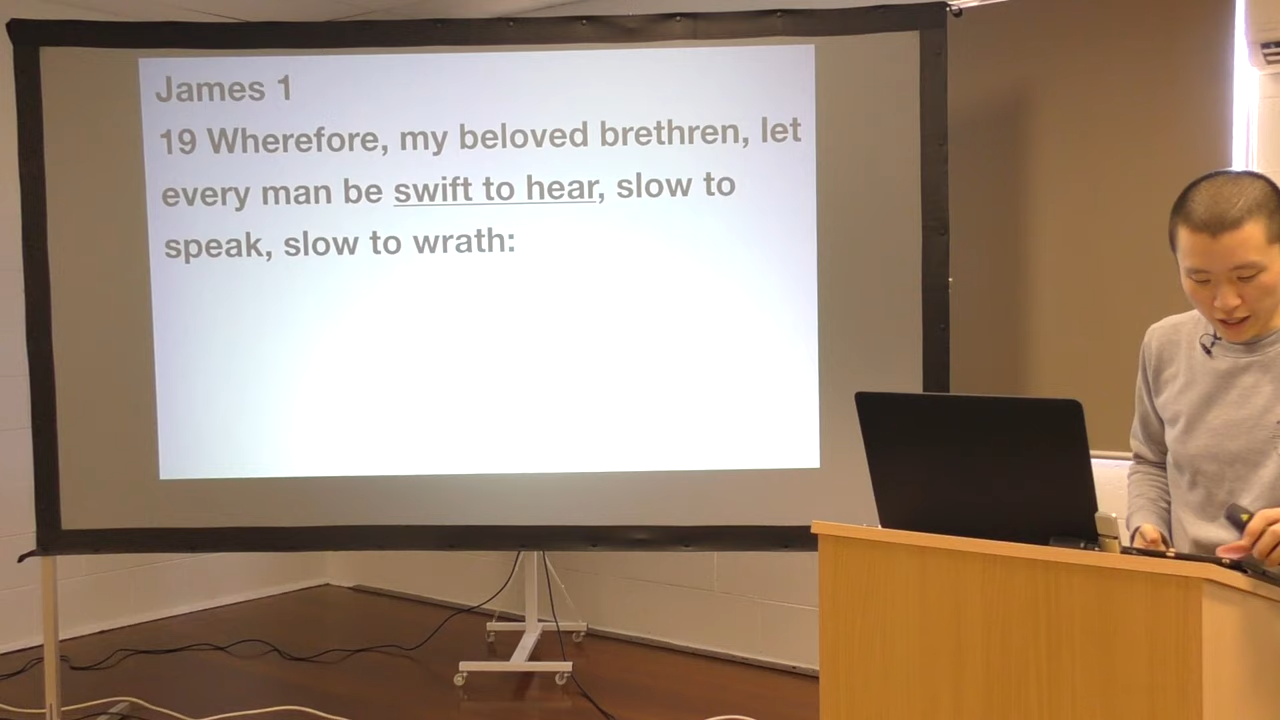 James 1
19 Wherefore, my beloved brethren, let
every man be swift to hear, slow to
speak, slow to wrath: